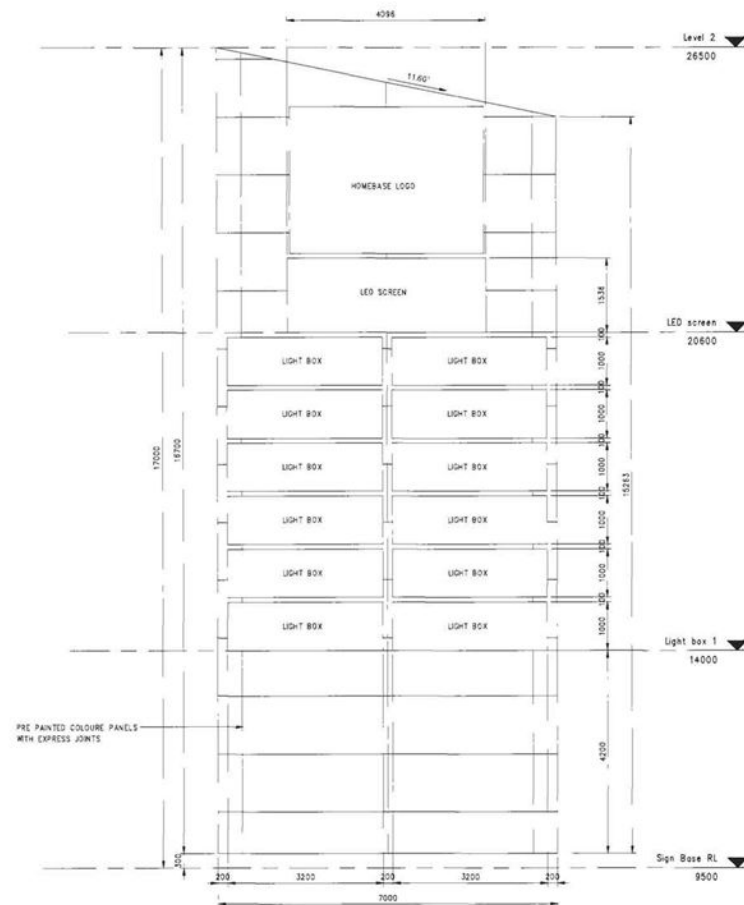 4096
Level 2
26500
11.60°
HOMEBASE LOGO
LED SCREEN
1536
LED screen
20600
100
LIGHT BOX
LIGHT BOX
1000
100
LIGHT BOX
LIGHT BOX
1000
100
LIGHT BOX
LIGHT BOX
1000
17000
16700
15263
100
LIGHT BOX
LIGHT BOX
1000
100
LIGHT BOX
LIGHT BOX
1000
100
LIGHT BOX
LIGHT BOX
1000
Light box 1
14000
PRE PAINTED COLOURE PANELS
WITH EXPRESS JOINTS
4200
300
Sign Base RL
9500
200
3200
200
3200
200
7000